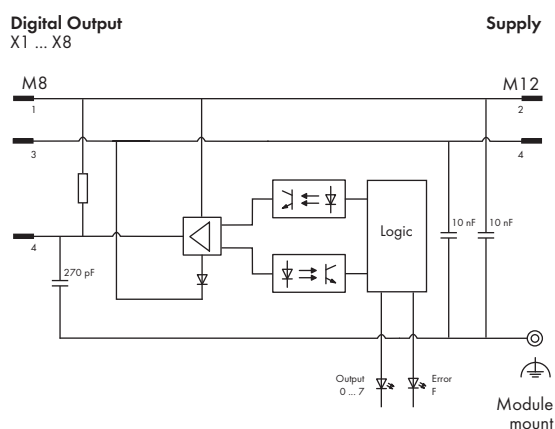 Digital Output
X1 ... X8
Supply
M8
M12
1
2
3
4
Logic
10 nF
10 nF
4
270 pF
Output
0 ... 7
Error
F
Module
mount